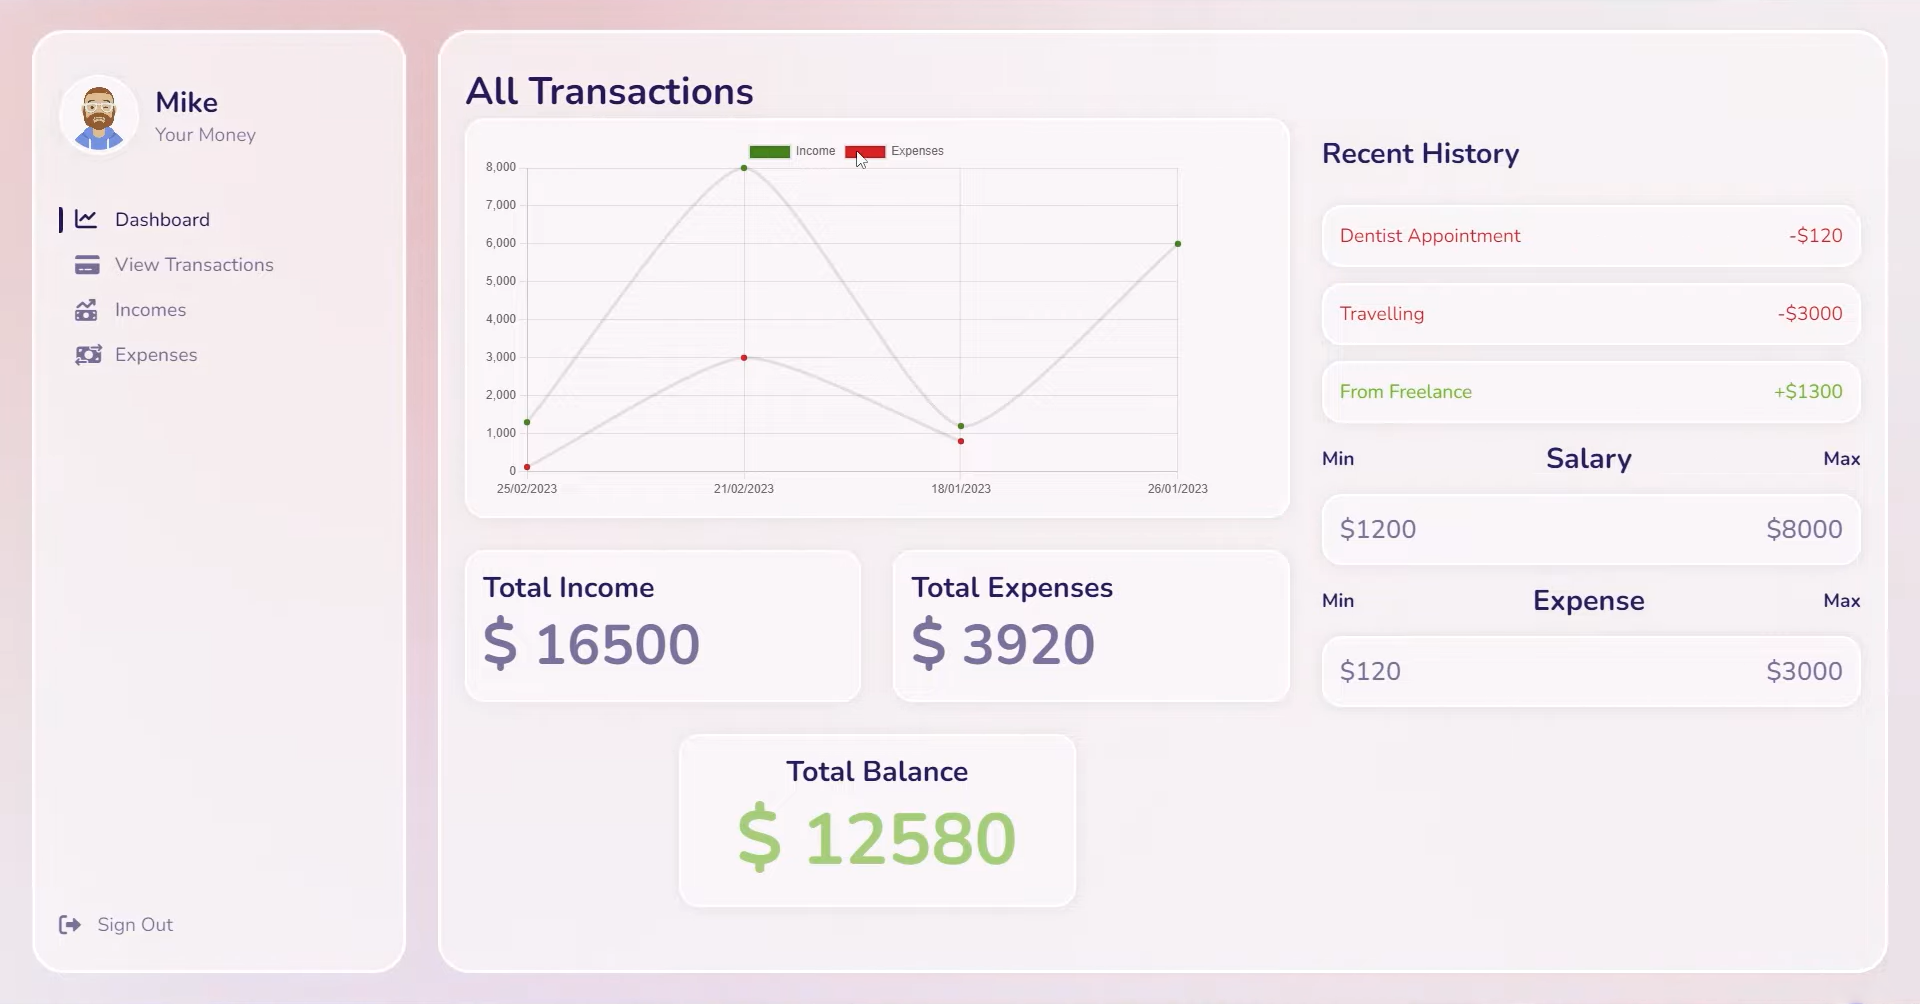 Mike
Your Money
Dashboard
View Transactions
Incomes
Expenses
Sign Out
All Transactions
Income Expenses
8,000
7,000
6,000
5,000
4,000
3,000
2,000
1,000
0
25/02/2023 21/02/2023 18/01/2023 26/01/2023
Total Income
$ 16500
Total Expenses
$ 3920
Total Balance
$ 12580
Recent History
Dentist Appointment -$120
Travelling -$3000
From Freelance +$1300
Min Salary Max
$1200 $8000
Min Expense Max
$120 $3000